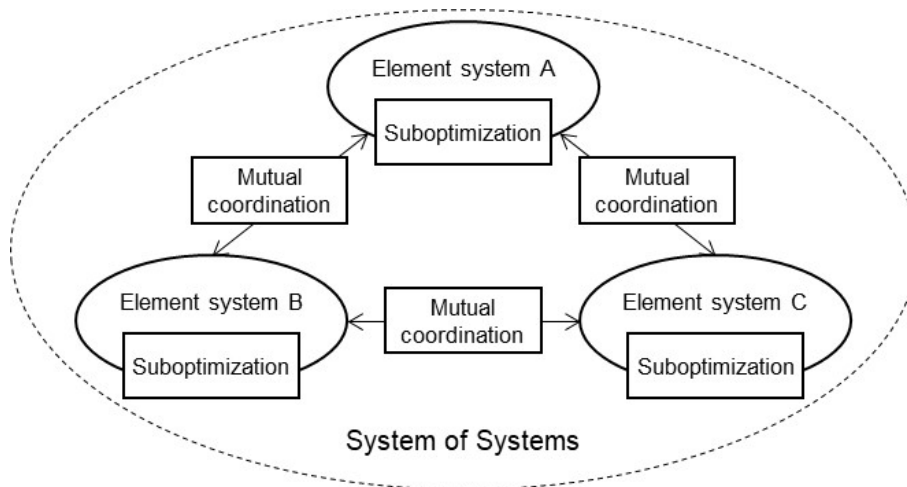 Element system A
Suboptimization
Mutual
coordination
Mutual
coordination
Element system B
Suboptimization
Mutual
coordination
Element system C
Suboptimization
System of Systems